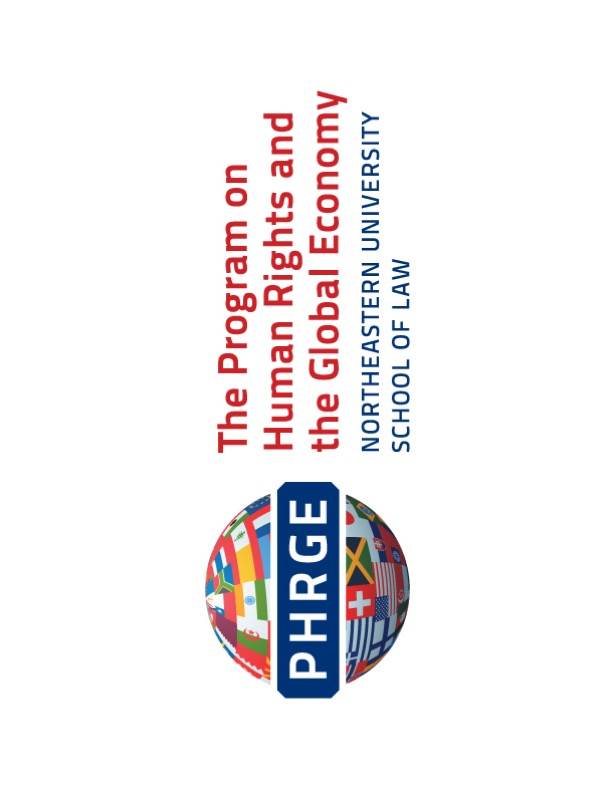 PHRGE
The Program on
Human Rights and
the Global Economy
NORTHEASTERN UNIVERSITY
SCHOOL OF LAW